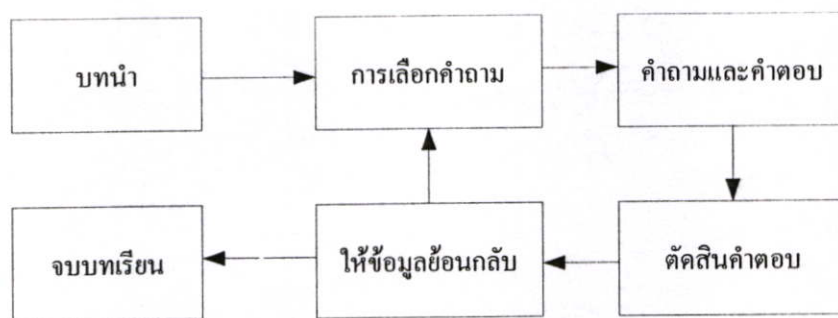 บทนำ
การเลือกคำถาม
คำถามและคำตอบ
จบบทเรียน
ให้ข้อมูลย้อนกลับ
ตัดสินคำตอบ